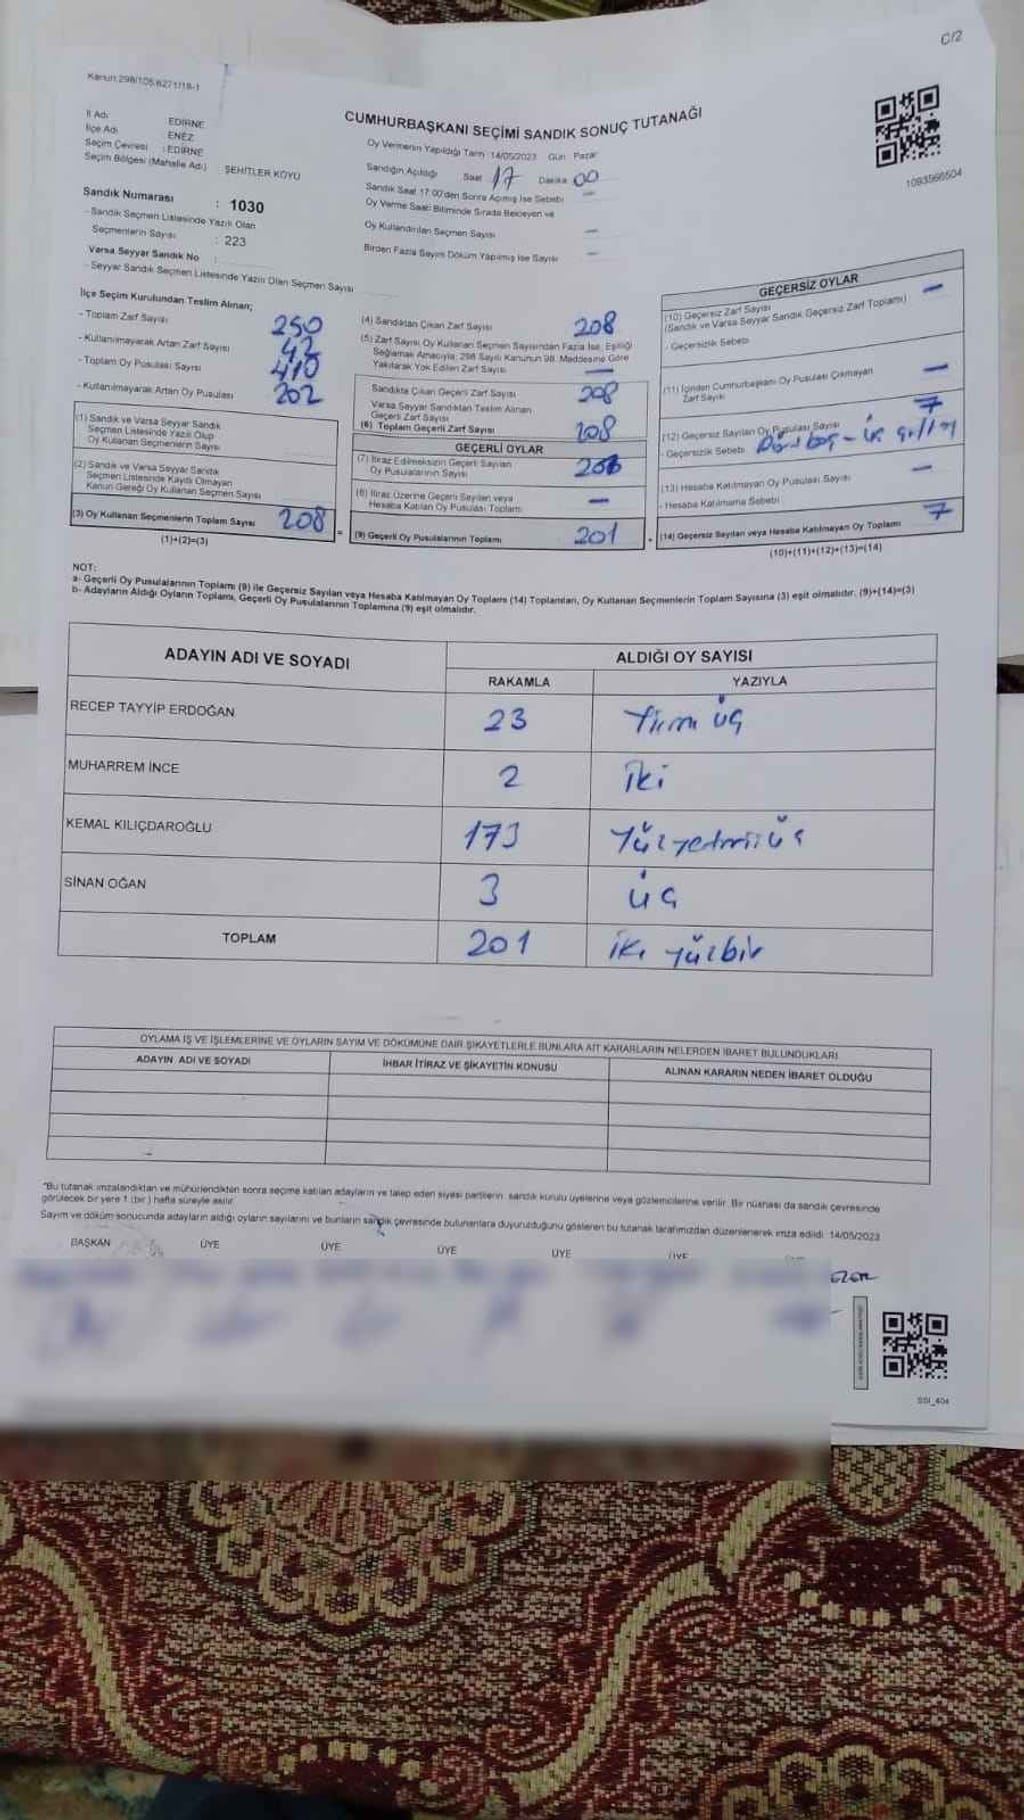 C/2
Kanun:298/105/6271/18-1
CUMHURBAŞKANI SEÇİMİ SANDIK SONUÇ TUTANAĞI
1093566504
İl Adı EDİRNE
İlçe Adı ENEZ
Seçim Çevresi : EDİRNE
Seçim Bölgesi (Mahalle Adı) ŞEHİTLER KÖYÜ
Sandık Numarası : 1030
- Sandık Seçmen Listesinde Yazılı Olan
Seçmenlerin Sayısı : 223
Varsa Seyyar Sandık No :
- Seyyar Sandık Seçmen Listesinde Yazılı Olan Seçmen Sayısı
Oy Vermenin Yapıldığı Tarih 14/05/2023 Gün Pazar
Sandığın Açıldığı Saat 17 Dakika 00
Sandık Saat 17:00'den Sonra Açılmış İse Sebebi —
Oy Verme Saati Bitiminde Sırada Bekleyen ve
Oy Kullandırılan Seçmen Sayısı —
Birden Fazla Sayım Döküm Yapılmış İse Sayısı —
İlçe Seçim Kurulundan Teslim Alınan;
- Toplam Zarf Sayısı 250
- Kullanılmayarak Artan Zarf Sayısı 42
- Toplam Oy Pusulası Sayısı 410
- Kullanılmayarak Artan Oy Pusulası 202
(1) Sandık ve Varsa Seyyar Sandık
Seçmen Listesinde Yazılı Olup
Oy Kullanan Seçmenlerin Sayısı
(2) Sandık ve Varsa Seyyar Sandık
Seçmen Listesinde Kayıtlı Olmayan
Kanun Gereği Oy Kullanan Seçmen Sayısı
(3) Oy Kullanan Seçmenlerin Toplam Sayısı 208
(1)+(2)=(3)
(4) Sandıktan Çıkan Zarf Sayısı 208
(5) Zarf Sayısı Oy Kullanan Seçmen Sayısından Fazla İse, Eşitliği
Sağlamak Amacıyla, 298 Sayılı Kanunun 98. Maddesine Göre
Yakılarak Yok Edilen Zarf Sayısı —
Sandıkta Çıkan Geçerli Zarf Sayısı 208
Varsa Seyyar Sandıktan Teslim Alınan
Geçerli Zarf Sayısı
(6) Toplam Geçerli Zarf Sayısı 208
GEÇERLİ OYLAR
(7) İtiraz Edilmeksizin Geçerli Sayılan
Oy Pusulalarının Sayısı
(8) İtiraz Üzerine Geçerli Sayılan veya
Hesaba Katılan Oy Pusulası Toplamı —
(9) Geçerli Oy Pusulalarının Toplamı 201
GEÇERSİZ OYLAR
(10) Geçersiz Zarf Sayısı —
(Sandık ve Varsa Seyyar Sandık Geçersiz Zarf Toplamı)
- Geçersizlik Sebebi
(11) İçinden Cumhurbaşkanı Oy Pusulası Çıkmayan
Zarf Sayısı —
(12) Geçersiz Sayılan Oy Pusulası Sayısı 7
- Geçersizlik Sebebi
(13) Hesaba Katılmayan Oy Pusulası Sayısı —
- Hesaba Katılmama Sebebi
(14) Geçersiz Sayılan veya Hesaba Katılmayan Oy Toplamı 7
(10)+(11)+(12)+(13)=(14)
NOT:
a- Geçerli Oy Pusulalarının Toplamı (9) ile Geçersiz Sayılan veya Hesaba Katılmayan Oy Toplamı (14) Toplamları, Oy Kullanan Seçmenlerin Toplam Sayısına (3) eşit olmalıdır. (9)+(14)=(3)
b- Adayların Aldığı Oyların Toplamı, Geçerli Oy Pusulalarının Toplamına (9) eşit olmalıdır.
ADAYIN ADI VE SOYADI ALDIĞI OY SAYISI
RAKAMLA YAZIYLA
RECEP TAYYİP ERDOĞAN 23 Yirmi üç
MUHARREM İNCE 2 iki
KEMAL KILIÇDAROĞLU 173 Yüzyetmiüç
SİNAN OĞAN 3 üç
TOPLAM 201 iki yüzbir
OYLAMA İŞ VE İŞLEMLERİNE VE OYLARIN SAYIM VE DÖKÜMÜNE DAİR ŞİKAYETLERLE BUNLARA AİT KARARLARIN NELERDEN İBARET BULUNDUKLARI
ADAYIN ADI VE SOYADI İHBAR İTİRAZ VE ŞİKAYETİN KONUSU ALINAN KARARIN NEDEN İBARET OLDUĞU
*Bu tutanak imzalandıktan ve mühürlendikten sonra seçime katılan adayların ve talep eden siyasi partilerin sandık kurulu üyelerine veya gözlemcilerine verilir. Bir nüshası da sandık çevresinde
görülecek bir yere 1 (bir) hafta süreyle asılır.
Sayım ve döküm sonucunda adayların aldığı oyların sayılarını ve bunların sandık çevresinde bulunanlara duyurulduğunu gösteren bu tutanak tarafımızdan düzenlenerek imza edildi. 14/05/2023
BAŞKAN ÜYE ÜYE ÜYE ÜYE ÜYE
SSI_404